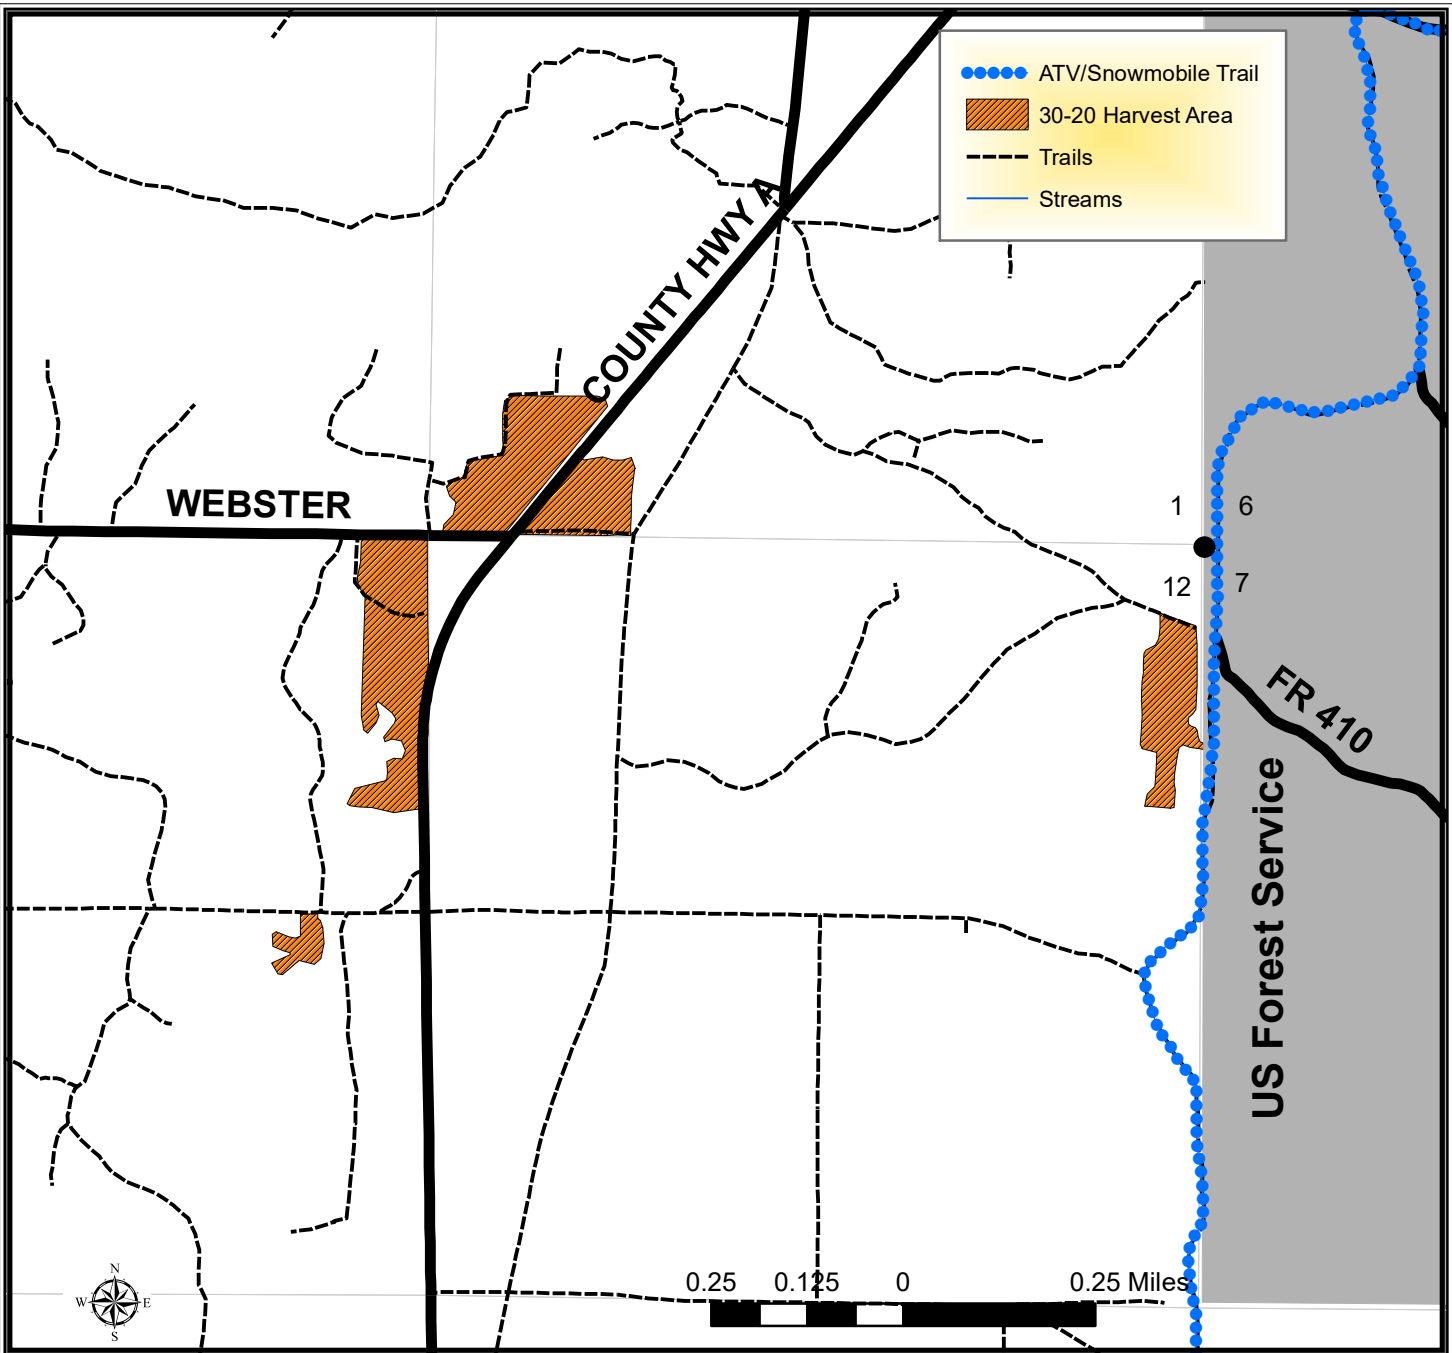 ATV/Snowmobile Trail
30-20 Harvest Area
Trails
Streams
COUNTY HWY A
WEBSTER
1 6
12 7
FR 410
US Forest Service
N
W E
S
0.25 0.125 0 0.25 Miles